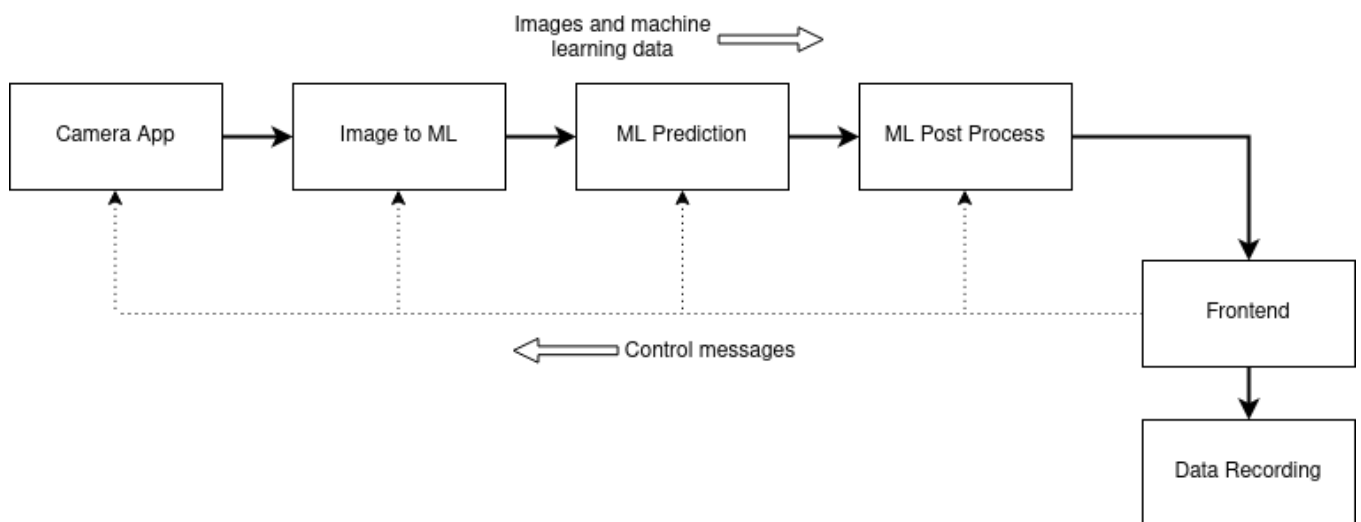 Images and machine
learning data
Camera App
Image to ML
ML Prediction
ML Post Process
Frontend
Control messages
Data Recording